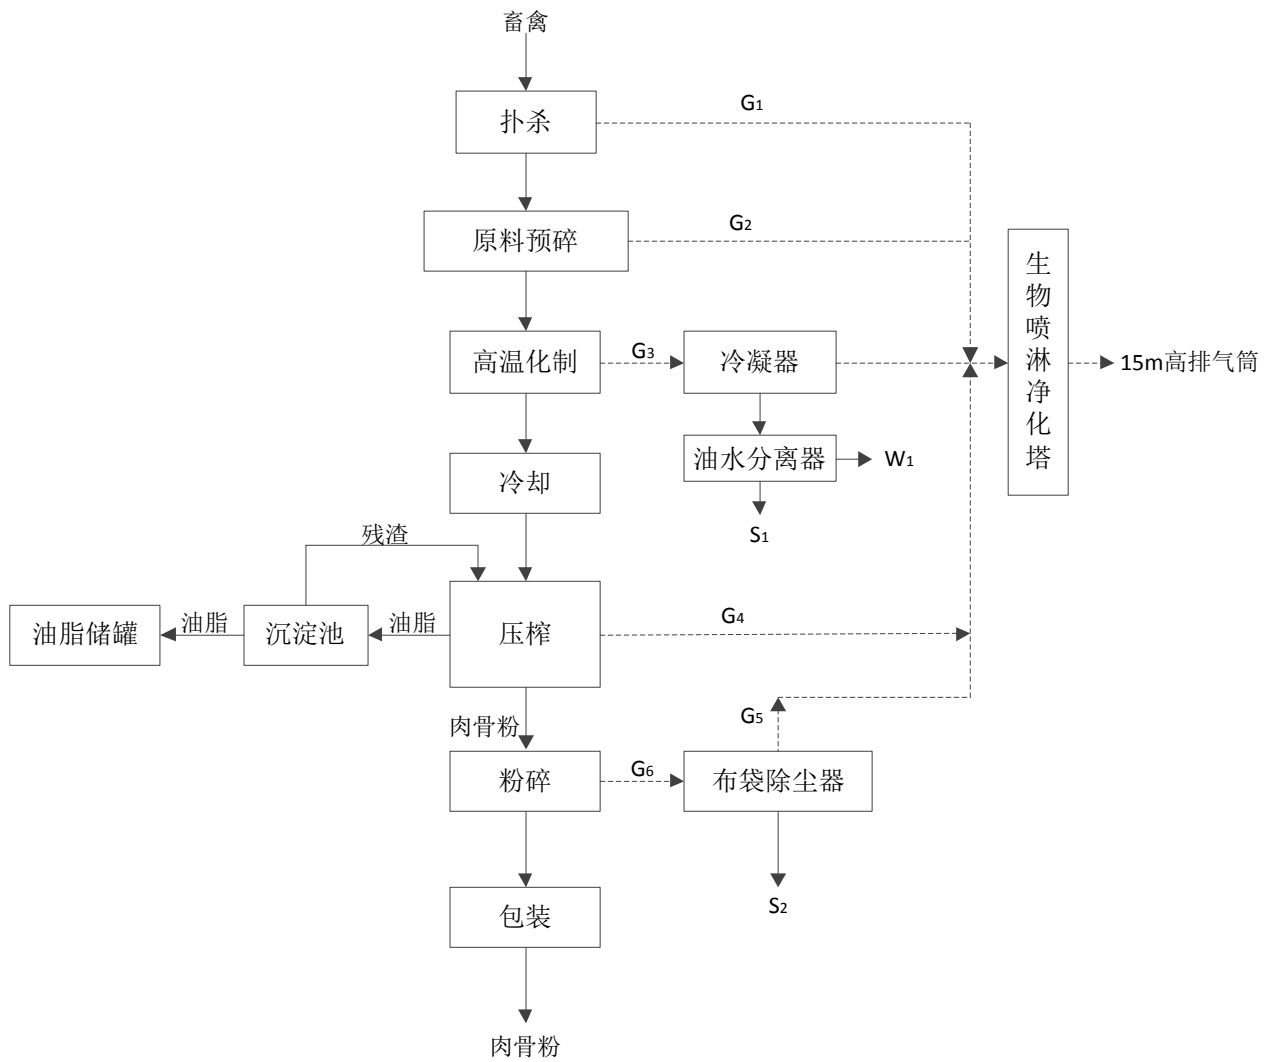 畜禽
扑杀
G1
原料预碎
G2
生物喷淋净化塔
高温化制
G3
冷凝器
15m高排气筒
油水分离器
W1
冷却
S1
残渣
油脂储罐
油脂
沉淀池
油脂
压榨
G4
肉骨粉
G5
粉碎
G6
布袋除尘器
S2
包装
肉骨粉